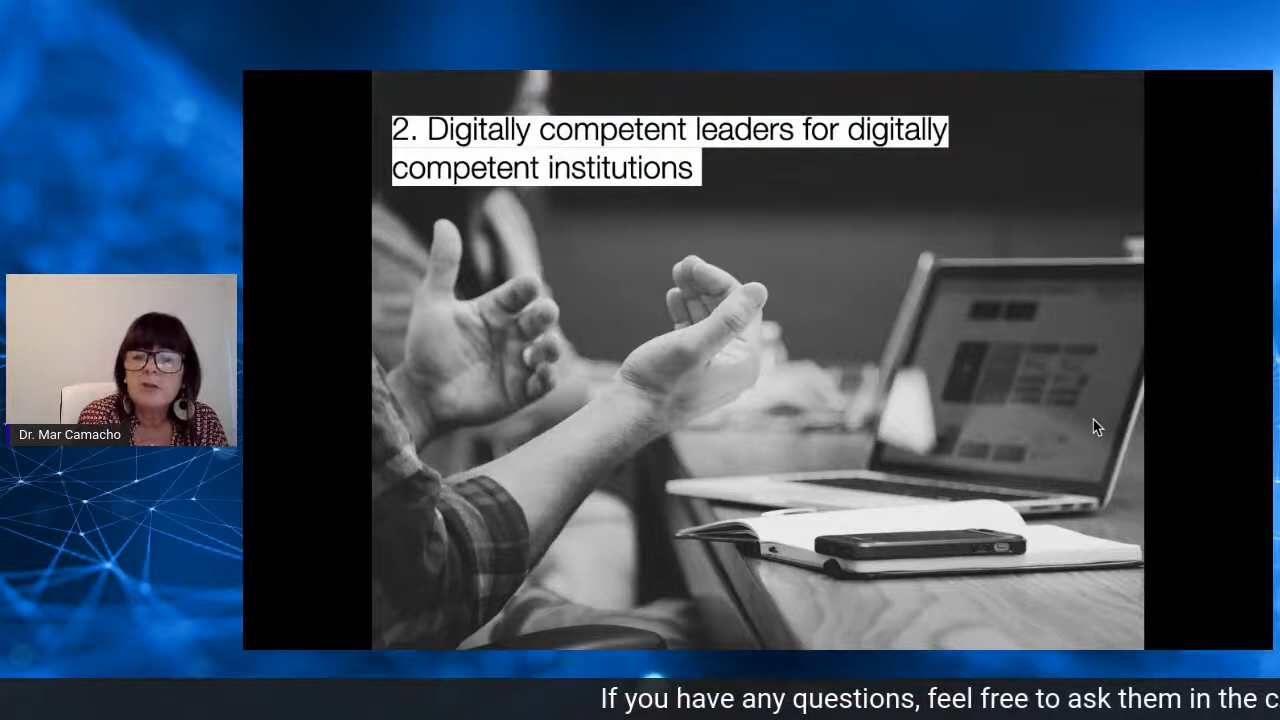 2. Digitally competent leaders for digitally
competent institutions
Dr. Mar Camacho
If you have any questions, feel free to ask them in the c